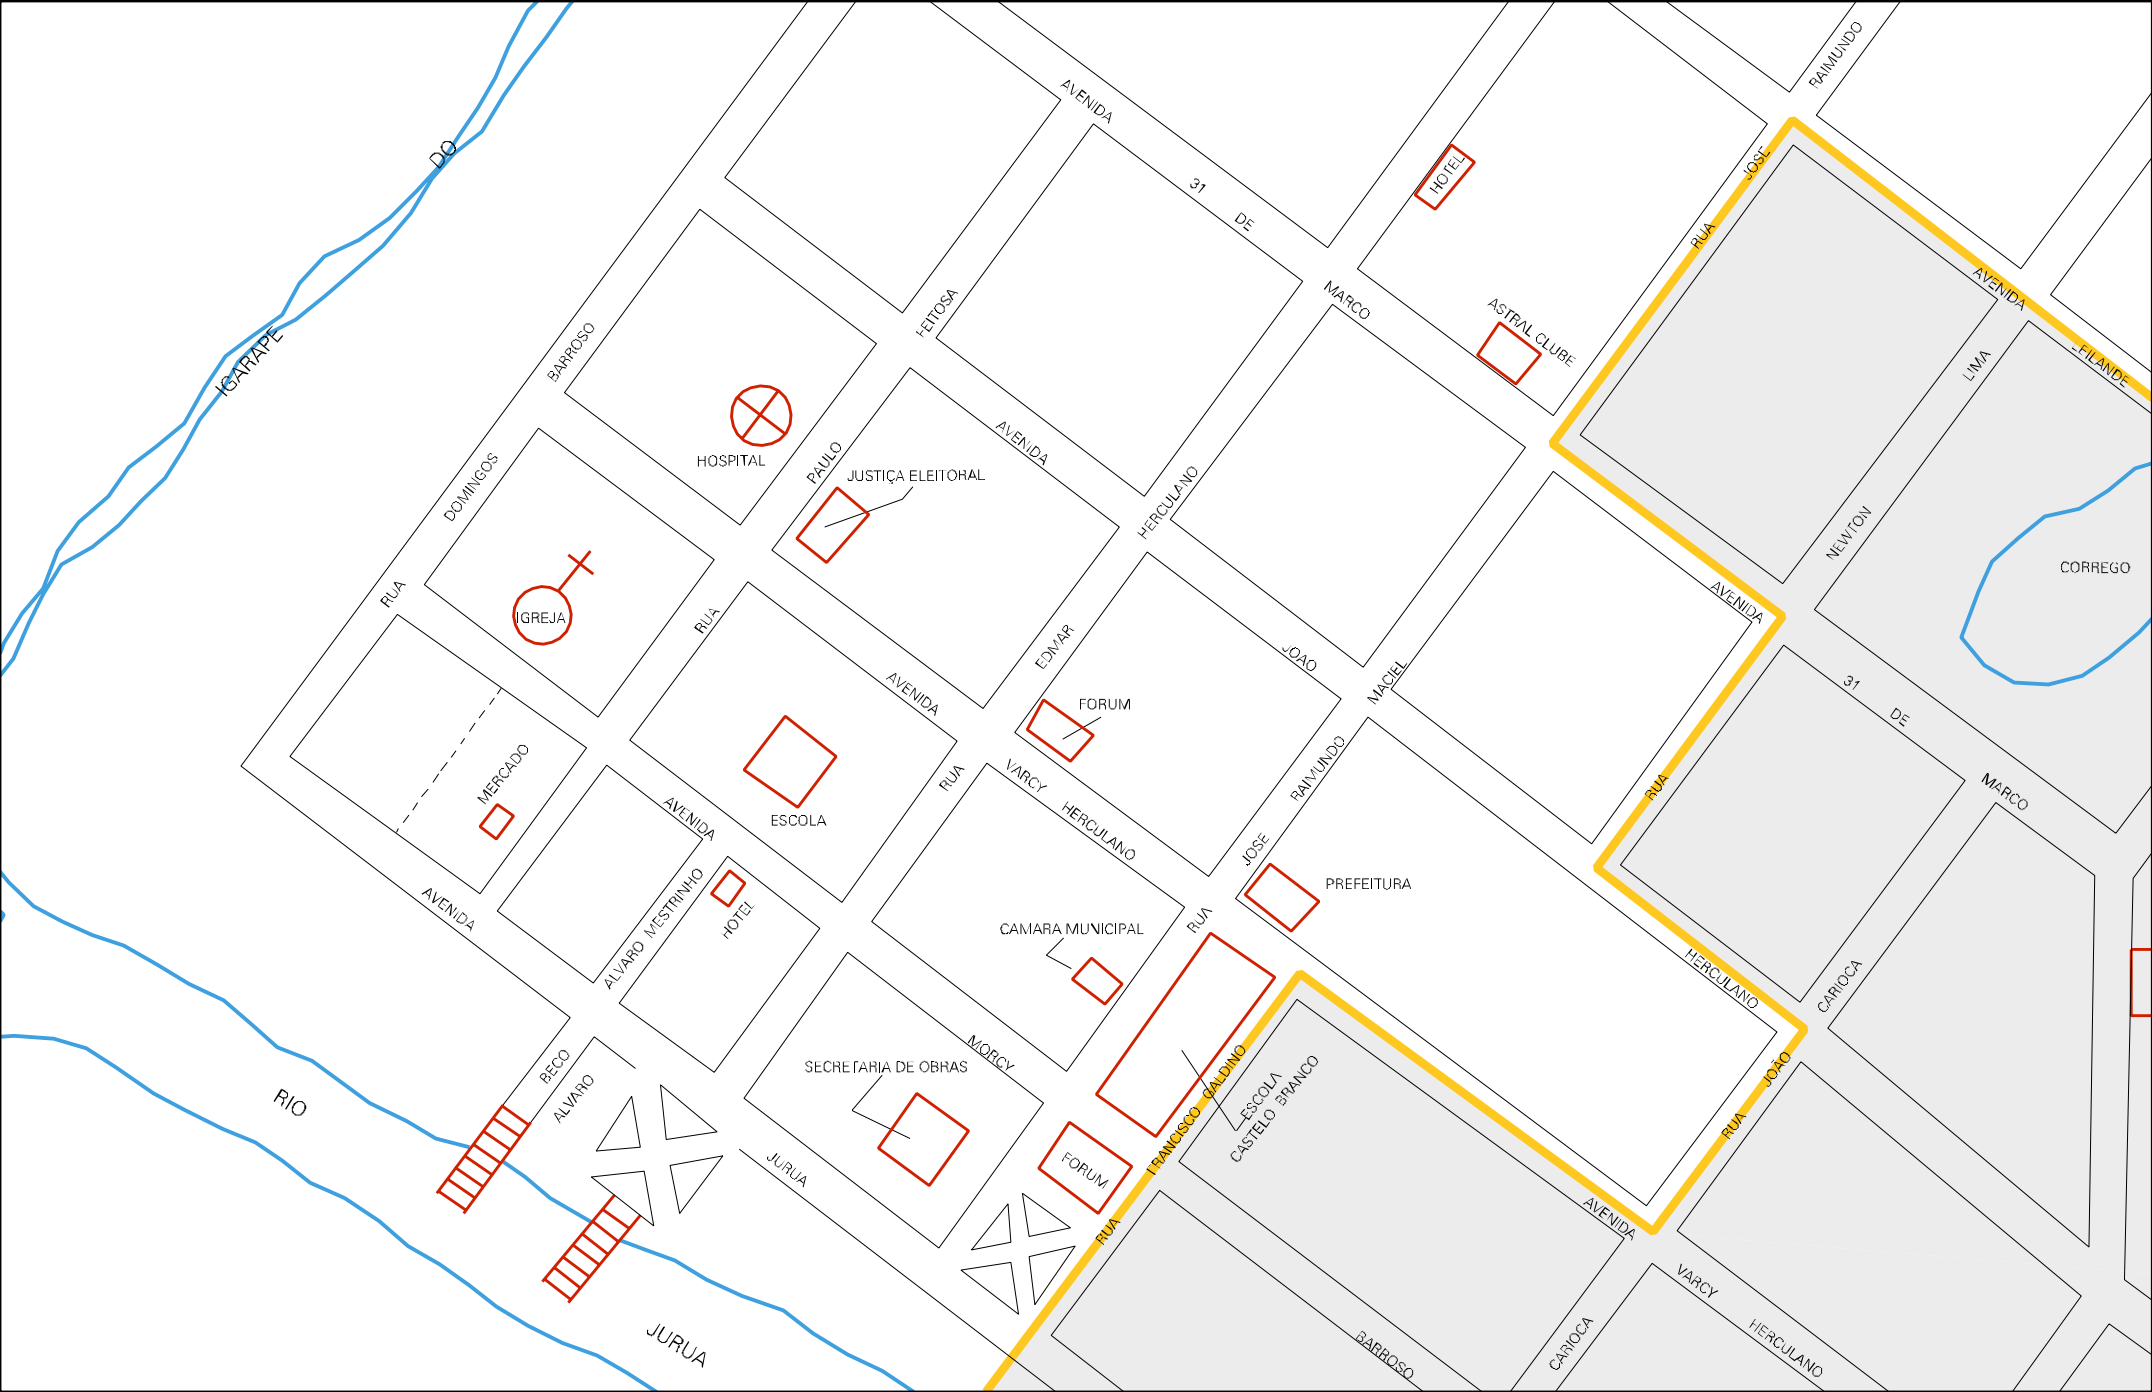 RAIMUNDO
AVENIDA
DO
JOSE
HOTEL
31
DE
RUA
AVENIDA
MARCO
FEITOSA
ASTRAL CLUBE
IGARAPE
BARROSO
LIMA
AVENIDA
HOSPITAL
PAULO
JUSTIÇA ELEITORAL
DOMINGOS
HERCULANO
NEWTON
CORREGO
RUA
IGREJA
RUA
AVENIDA
EDMAR
JOAO
MACIEL
AVENIDA
31
DE
FORUM
MERCADO
RUA
VARCY
HERCULANO
RAIMUNDO
RUA
MARCO
AVENIDA
ESCOLA
JOSE
PREFEITURA
AVENIDA
ALVARO MESTRINHO
HOTEL
CAMARA MUNICIPAL
RUA
HERCULANO
CARIOCA
MORCY
SECRETARIA DE OBRAS
BECO
ALVARO
RIO
FRANCISCO GALDINO
ESCOLA
CASTELO BRANCO
JOÃO
RUA
JURUA
FORUM
RUA
AVENIDA
VARCY
HERCULANO
JURUA
BARROSO
CARIOCA